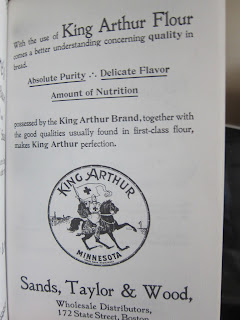 With the use of King Arthur Flour
comes a better understanding concerning quality in
bread.
Absolute Purity ∴ Delicate Flavor
Amount of Nutrition
possessed by the King Arthur Brand, together with
the good qualities usually found in first-class flour,
makes King Arthur perfection.
KING ARTHUR
MINNESOTA
Sands, Taylor & Wood,
Wholesale Distributors,
172 State Street, Boston